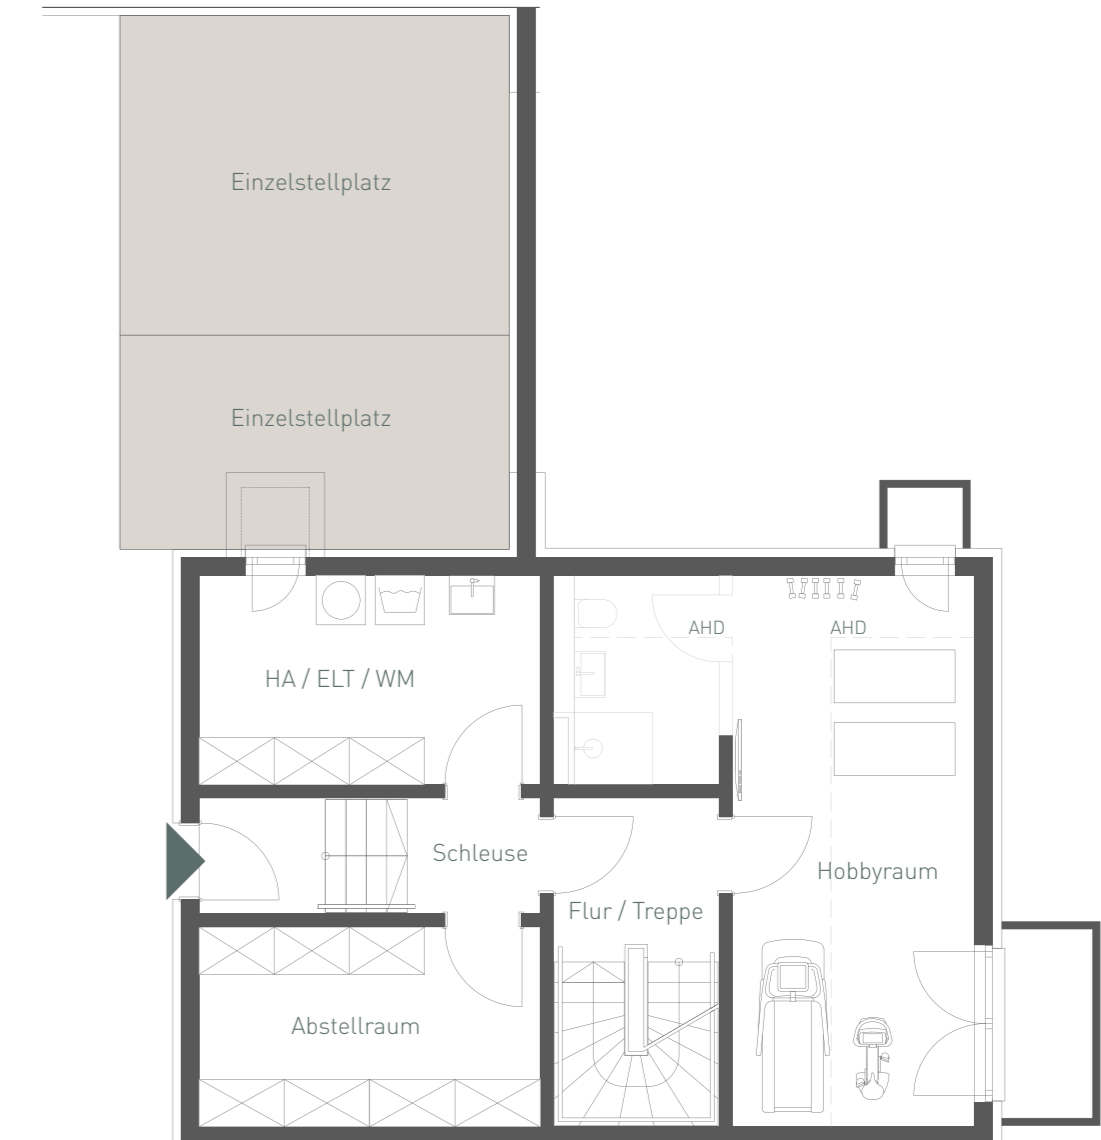 Einzelstellplatz
Einzelstellplatz
AHD
AHD
HA / ELT / WM
Schleuse
Hobbyraum
Flur / Treppe
Abstellraum